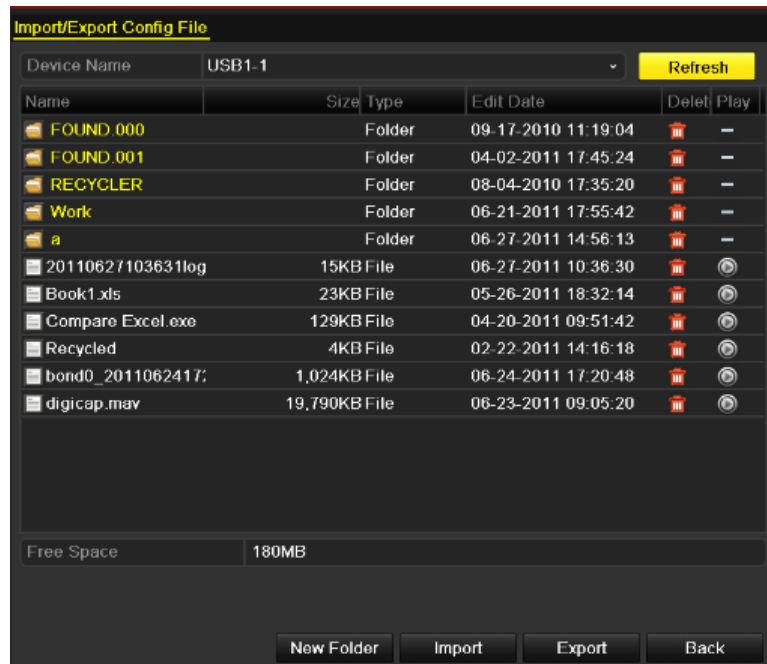 Import/Export Config File
Device Name USB1-1 Refresh
Name Size Type Edit Date Delet Play
FOUND.000 Folder 09-17-2010 11:19:04 –
FOUND.001 Folder 04-02-2011 17:45:24 –
RECYCLER Folder 08-04-2010 17:35:20 –
Work Folder 06-21-2011 17:55:42 –
a Folder 06-27-2011 14:56:13 –
20110627103631log 15KB File 06-27-2011 10:36:30
Book1.xls 23KB File 05-26-2011 18:32:14
Compare Excel.exe 129KB File 04-20-2011 09:51:42
Recycled 4KB File 02-22-2011 14:16:18
bond0_2011062417 1,024KB File 06-24-2011 17:20:48
digicap.mav 19,790KB File 06-23-2011 09:05:20
Free Space 180MB
New Folder Import Export Back